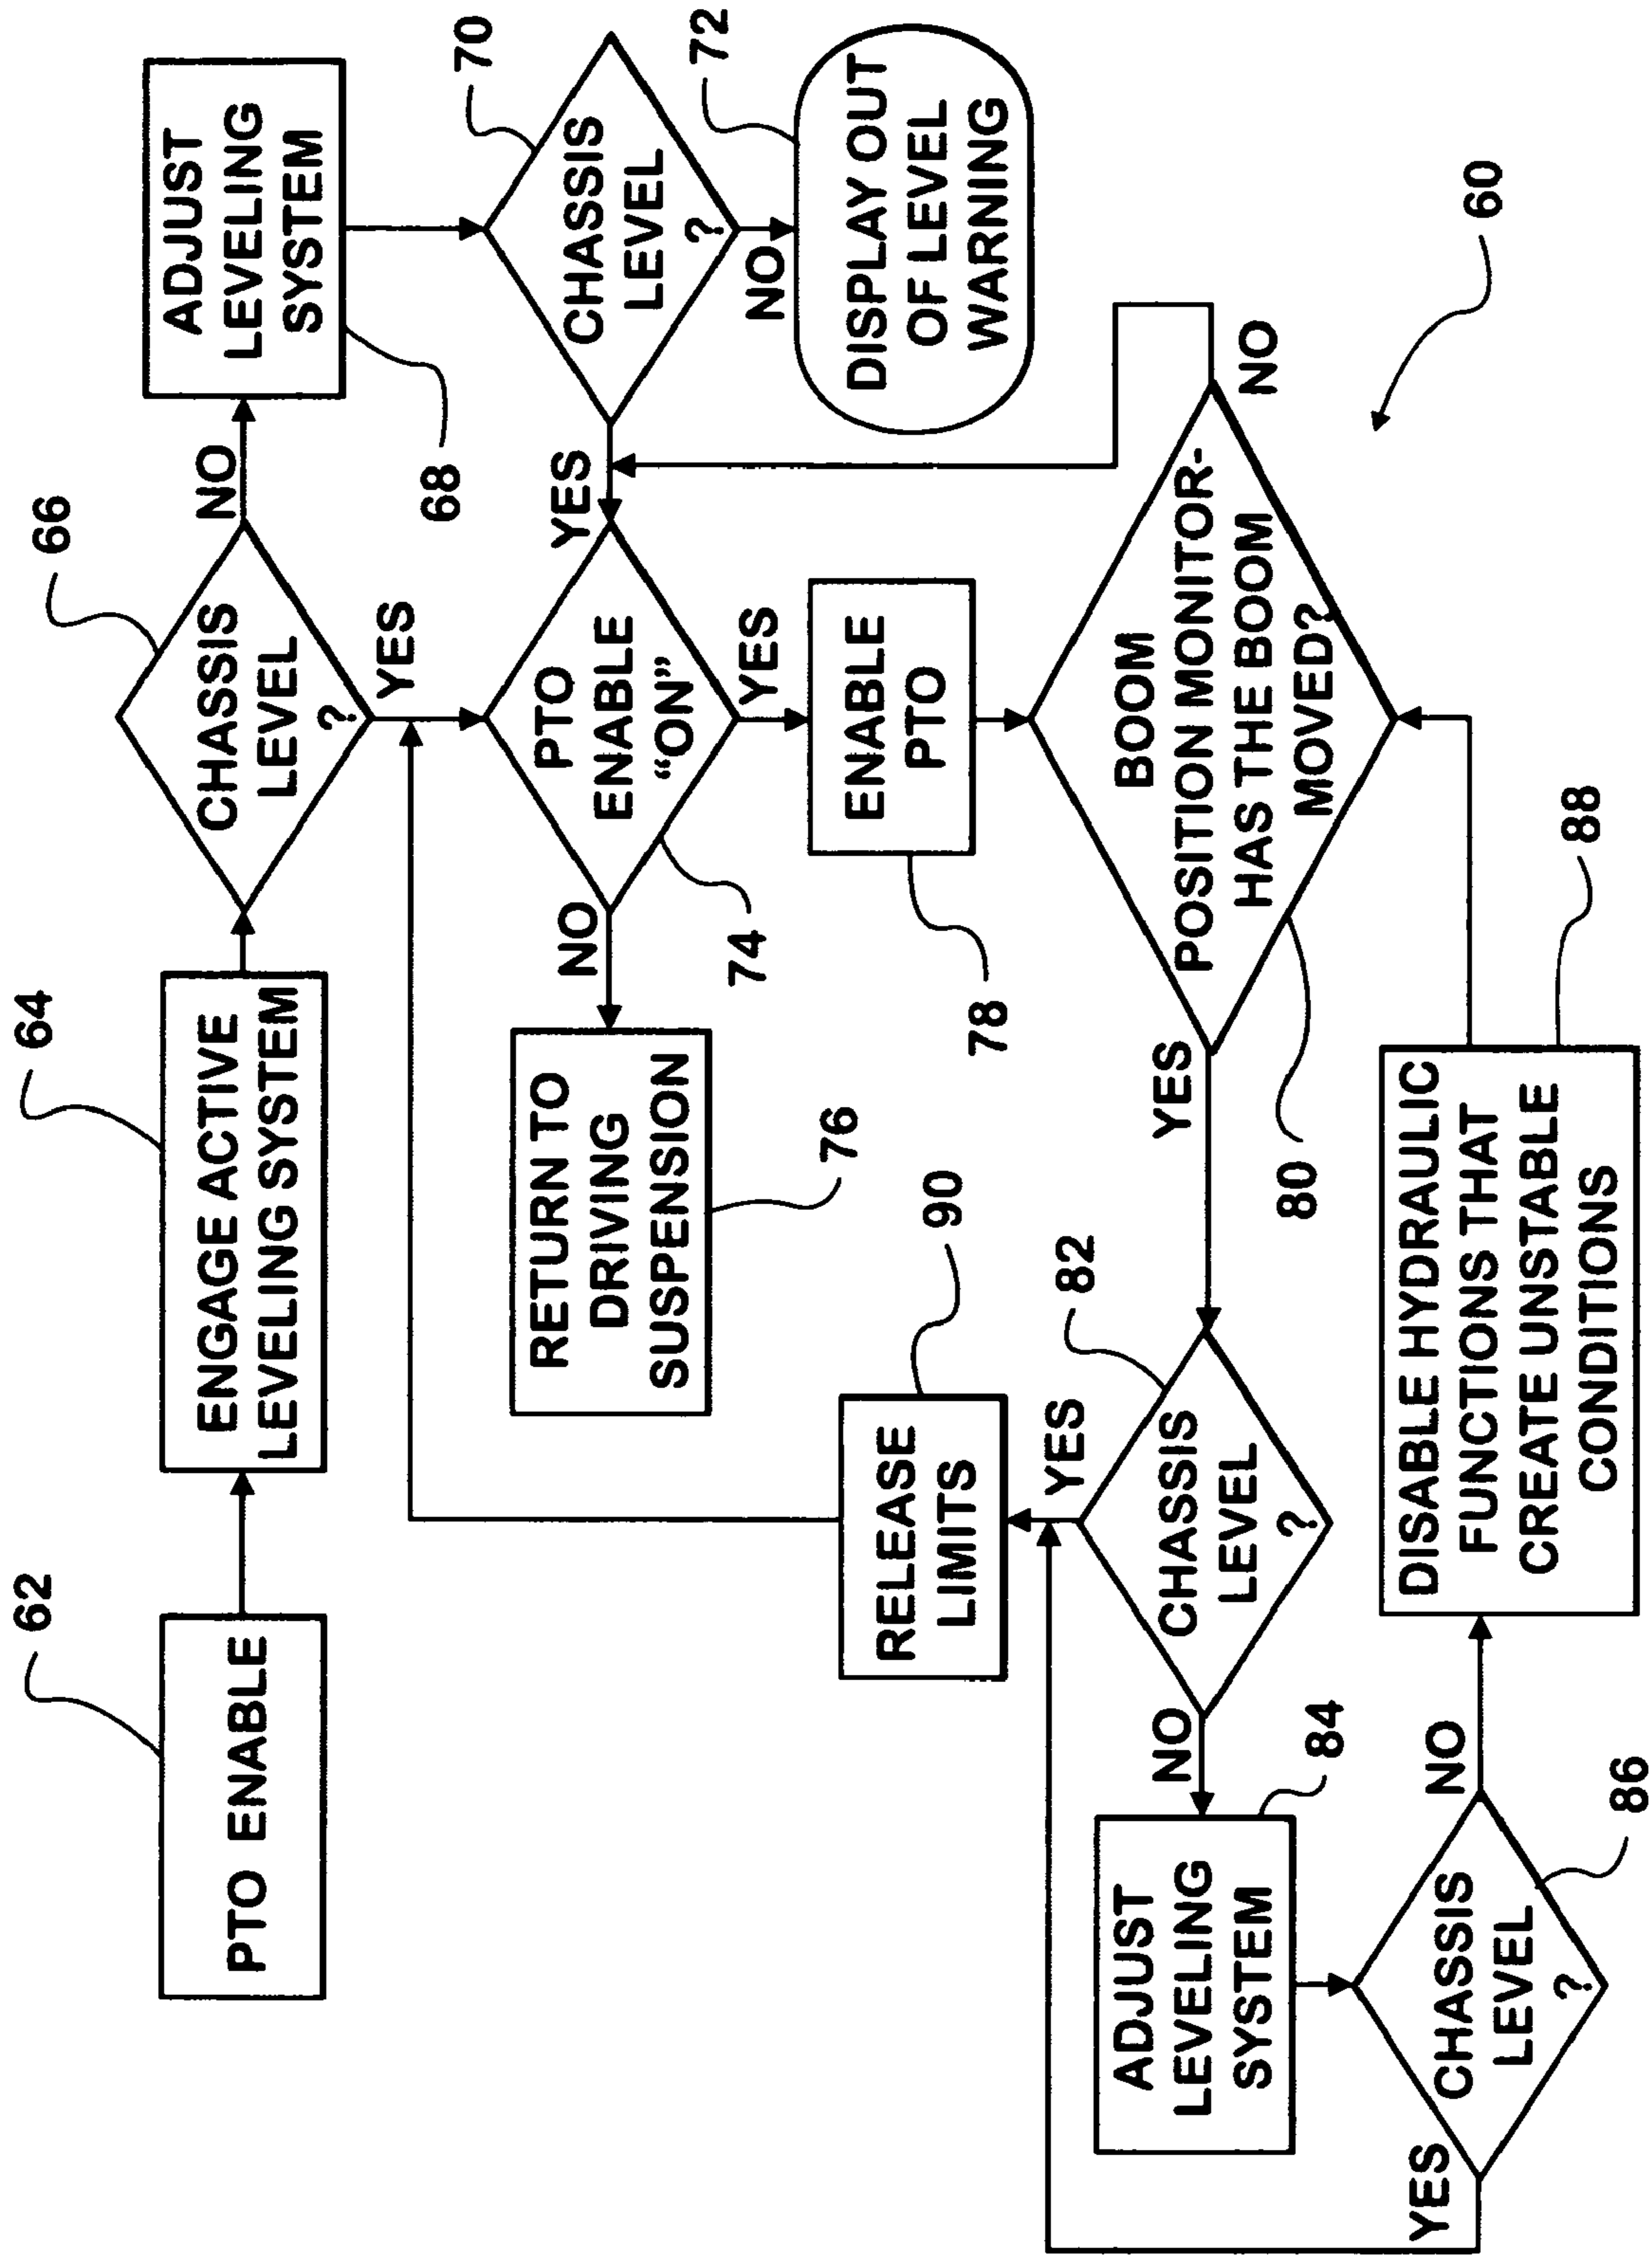 62
PTO ENABLE
64
ENGAGE ACTIVE
LEVELING SYSTEM
66
CHASSIS
LEVEL
?
NO
YES
68
ADJUST
LEVELING
SYSTEM
70
CHASSIS
LEVEL
?
YES
NO
72
DISPLAY OUT
OF LEVEL
WARNING
PTO
ENABLE
“ON”
74
NO
YES
RETURN TO
DRIVING
SUSPENSION
76
ENABLE
PTO
78
BOOM
POSITION MONITOR-
HAS THE BOOM
MOVED?
80
NO
YES
82
CHASSIS
LEVEL
?
YES
NO
90
RELEASE
LIMITS
84
ADJUST
LEVELING
SYSTEM
86
CHASSIS
LEVEL
?
YES
NO
88
DISABLE HYDRAULIC
FUNCTIONS THAT
CREATE UNSTABLE
CONDITIONS
60